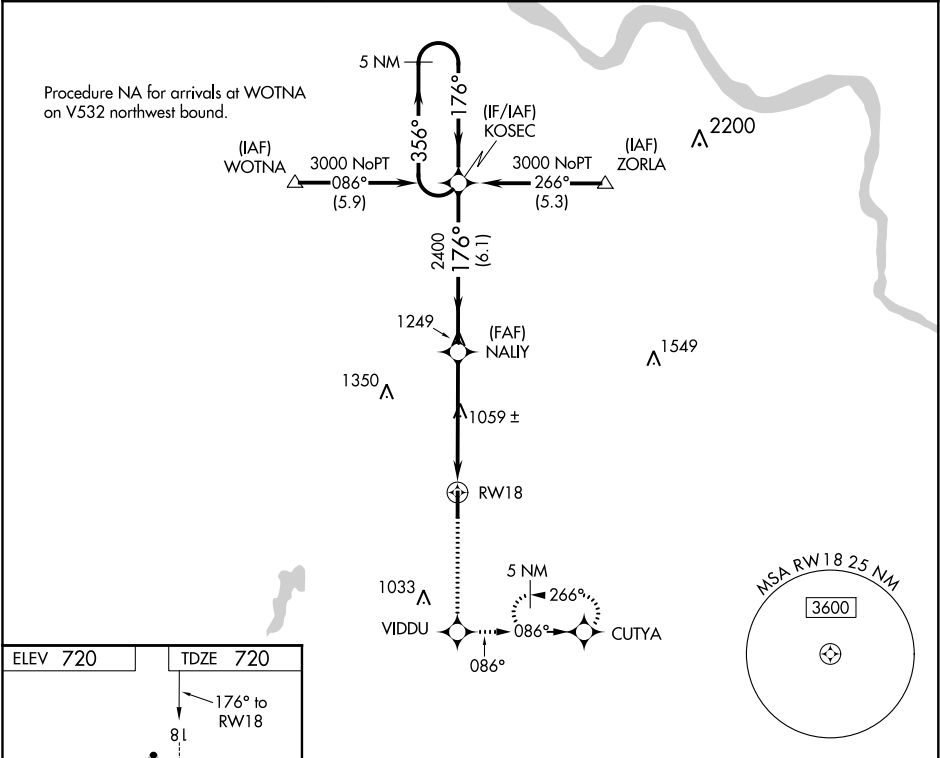 5 NM
Procedure NA for arrivals at WOTNA
on V532 northwest bound.
176°
356°
(IF/IAF)
KOSEC
2200
(IAF)
WOTNA
3000 NoPT
086°
(5.9)
3000 NoPT
266°
(5.3)
(IAF)
ZORLA
2400
176°
(6.1)
1249
(FAF)
NALIY
1549
1350
1059 ±
RW18
1033
5 NM
266°
VIDDU
086°
CUTYA
086°
MSA RW18 25 NM
3600
ELEV 720
TDZE 720
176° to
RW18
18